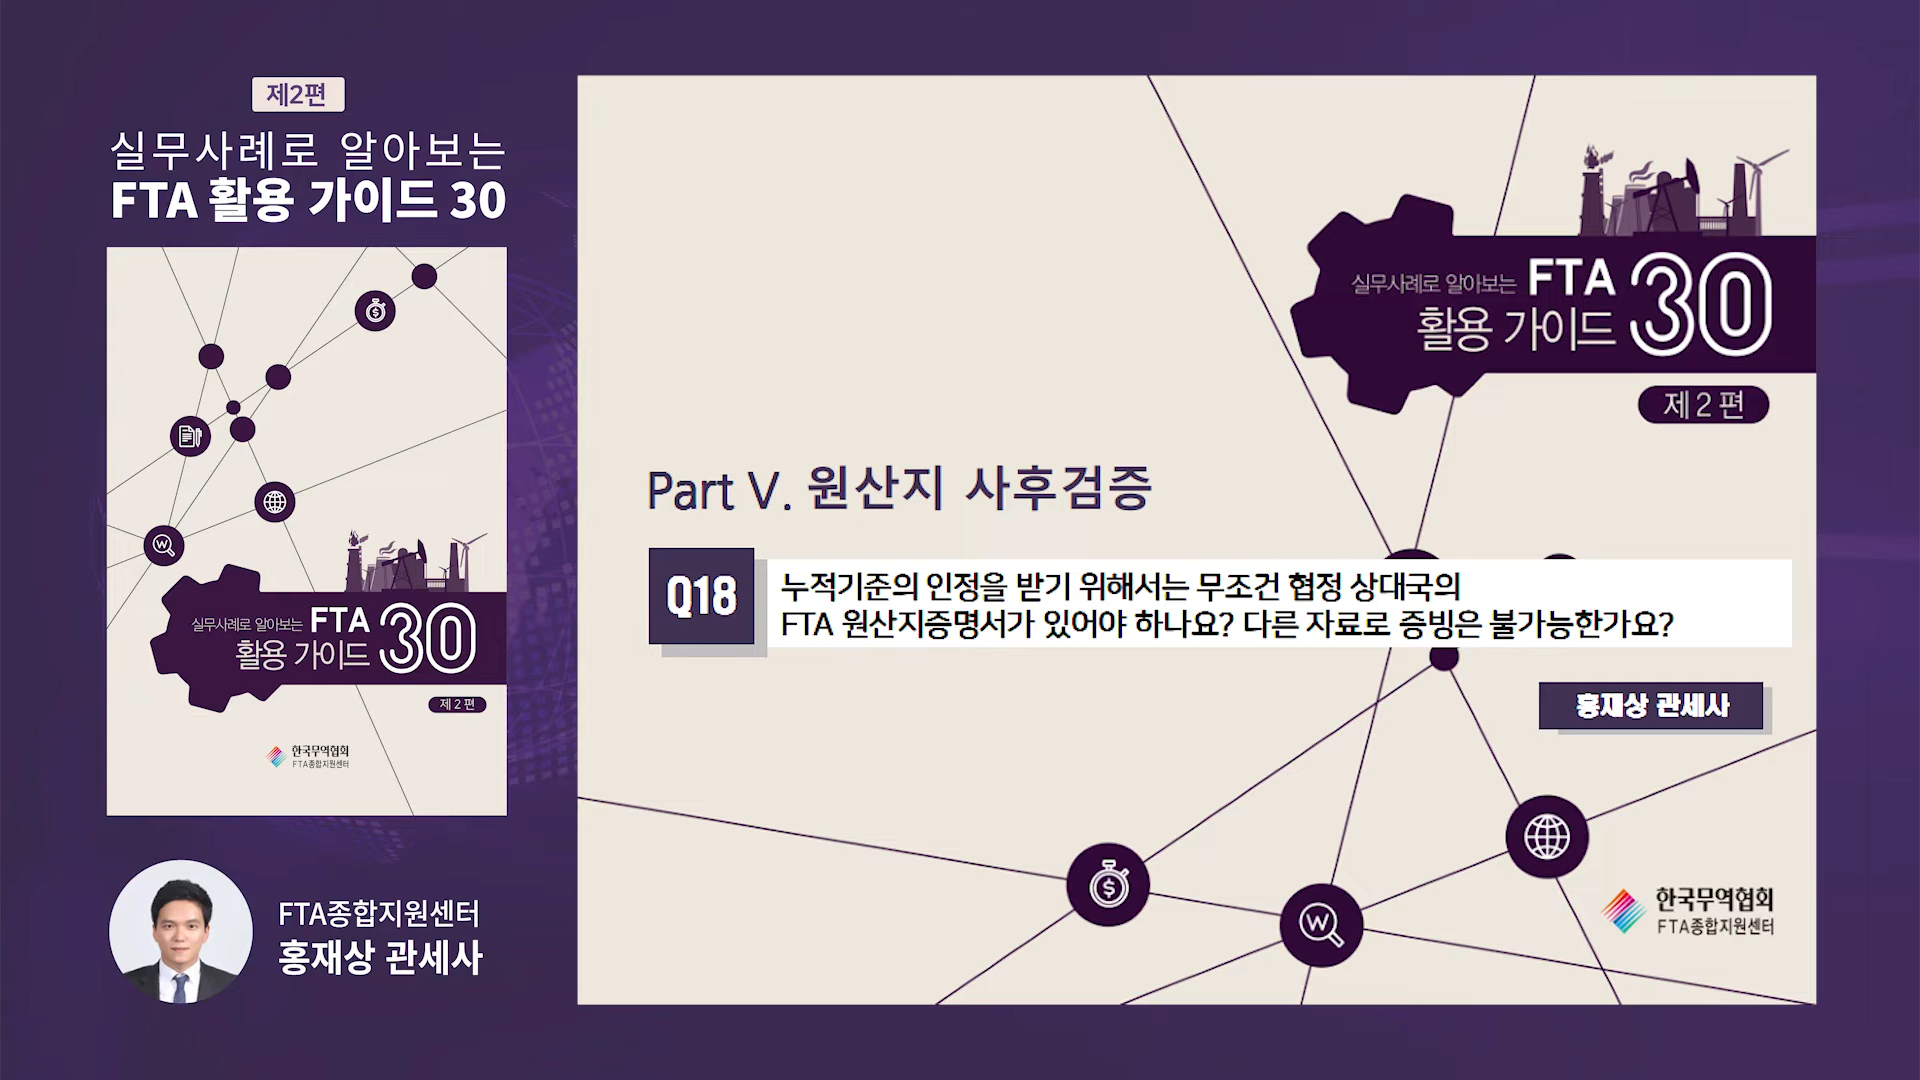 제2편
실무사례로 알아보는
FTA 활용 가이드 30
실무사례로 알아보는 FTA
활용 가이드 30
제2편
한국무역협회
FTA종합지원센터
FTA종합지원센터
홍재상 관세사
실무사례로 알아보는 FTA
활용 가이드 30
제2편
Part V. 원산지 사후검증
Q18
누적기준의 인정을 받기 위해서는 무조건 협정 상대국의
FTA 원산지증명서가 있어야 하나요? 다른 자료로 증빙은 불가능한가요?
홍재상 관세사
한국무역협회
FTA종합지원센터